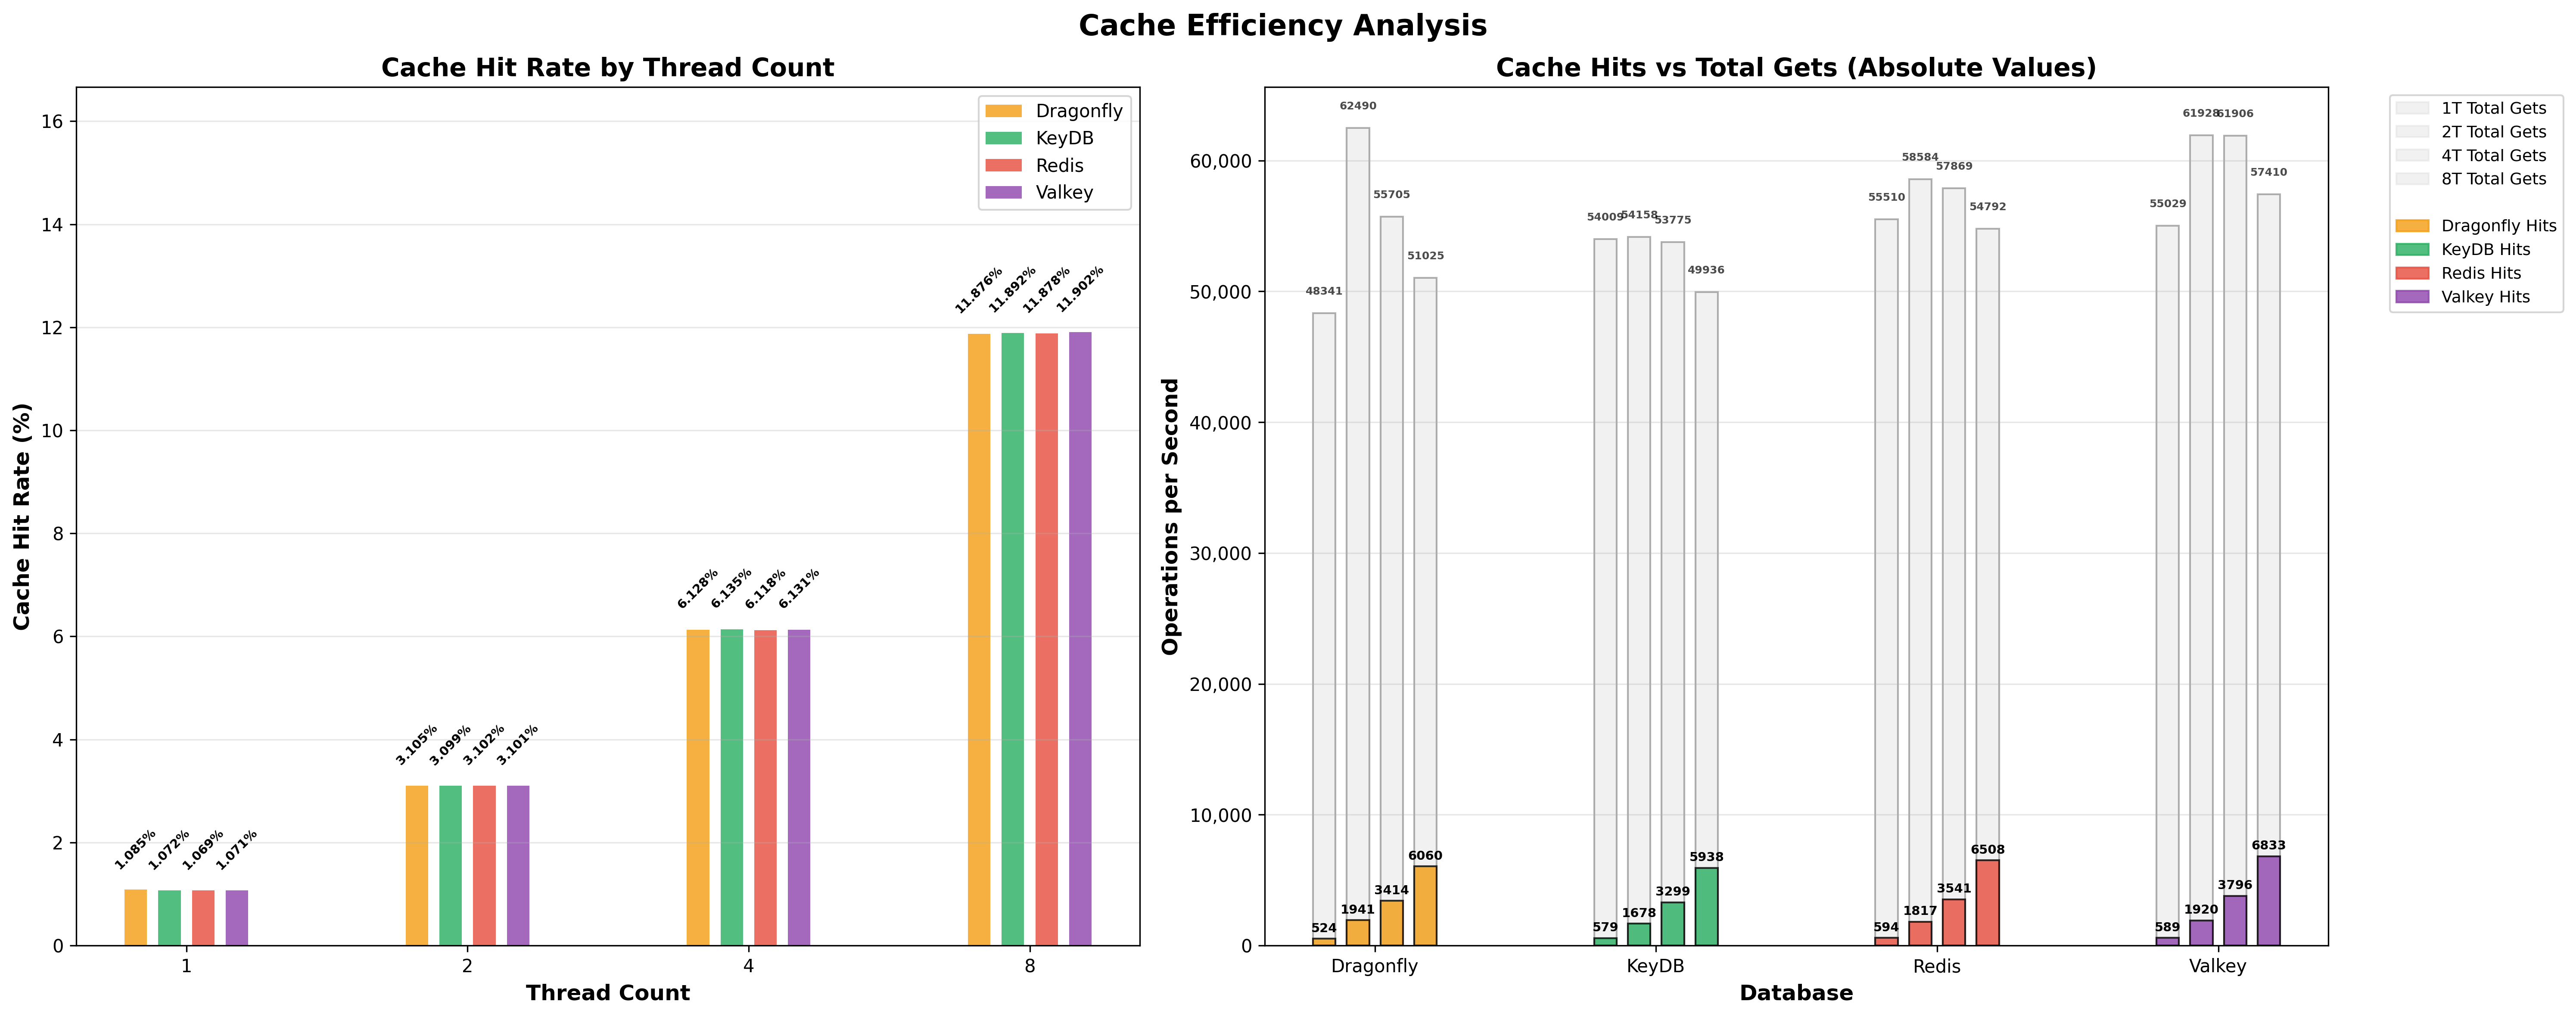 Cache Efficiency Analysis
Cache Hit Rate by Thread Count
Cache Hit Rate (%)
16
14
12
10
8
6
4
2
0
Dragonfly
KeyDB
Redis
Valkey
1.085%
1.072%
1.069%
1.071%
3.105%
3.099%
3.102%
3.101%
6.128%
6.135%
6.118%
6.131%
11.876%
11.892%
11.878%
11.902%
1
2
4
8
Thread Count
Cache Hits vs Total Gets (Absolute Values)
Operations per Second
60,000
50,000
40,000
30,000
20,000
10,000
0
48341
62490
55705
51025
54009
54158
53775
49936
55510
58584
57869
54792
55029
61928
61906
57410
524
1941
3414
6060
579
1678
3299
5938
594
1817
3541
6508
589
1920
3796
6833
Dragonfly
KeyDB
Redis
Valkey
Database
1T Total Gets
2T Total Gets
4T Total Gets
8T Total Gets
Dragonfly Hits
KeyDB Hits
Redis Hits
Valkey Hits